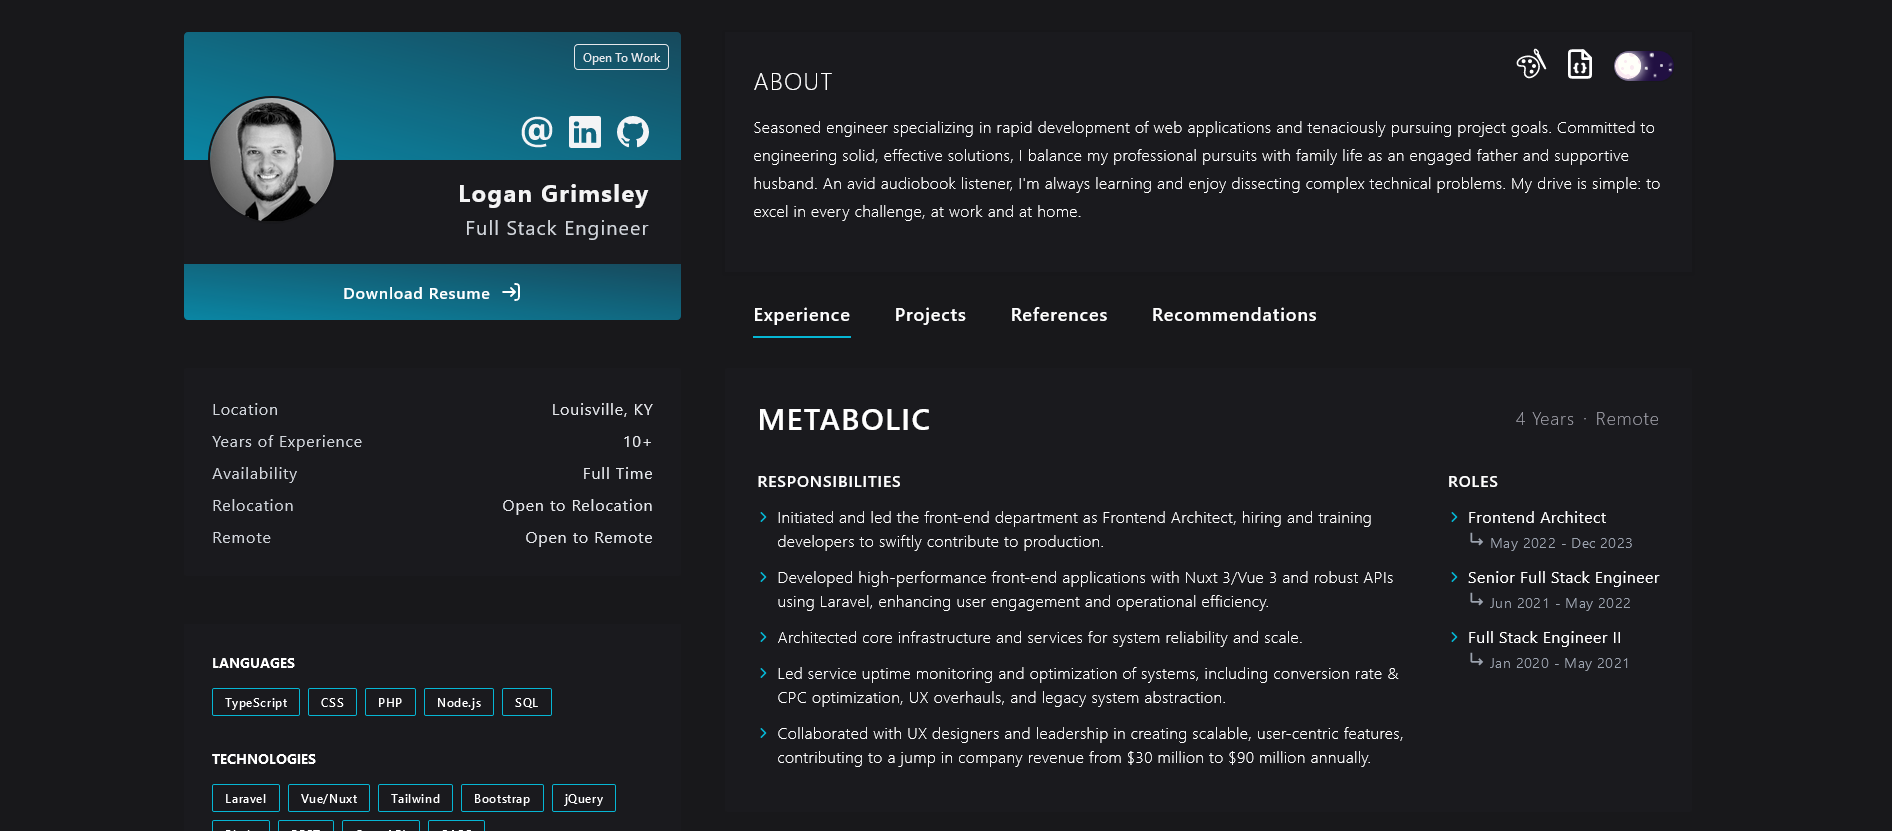 Open To Work
@
in
Logan Grimsley
Full Stack Engineer
Download Resume
Location
Louisville, KY
Years of Experience
10+
Availability
Full Time
Relocation
Open to Relocation
Remote
Open to Remote
LANGUAGES
TypeScript
CSS
PHP
Node.js
SQL
TECHNOLOGIES
Laravel
Vue/Nuxt
Tailwind
Bootstrap
jQuery
ABOUT
Seasoned engineer specializing in rapid development of web applications and tenaciously pursuing project goals. Committed to
engineering solid, effective solutions, I balance my professional pursuits with family life as an engaged father and supportive
husband. An avid audiobook listener, I'm always learning and enjoy dissecting complex technical problems. My drive is simple: to
excel in every challenge, at work and at home.
Experience
Projects
References
Recommendations
METABOLIC
4 Years · Remote
RESPONSIBILITIES
Initiated and led the front-end department as Frontend Architect, hiring and training
developers to swiftly contribute to production.
Developed high-performance front-end applications with Nuxt 3/Vue 3 and robust APIs
using Laravel, enhancing user engagement and operational efficiency.
Architected core infrastructure and services for system reliability and scale.
Led service uptime monitoring and optimization of systems, including conversion rate &
CPC optimization, UX overhauls, and legacy system abstraction.
Collaborated with UX designers and leadership in creating scalable, user-centric features,
contributing to a jump in company revenue from $30 million to $90 million annually.
ROLES
Frontend Architect
May 2022 - Dec 2023
Senior Full Stack Engineer
Jun 2021 - May 2022
Full Stack Engineer II
Jan 2020 - May 2021